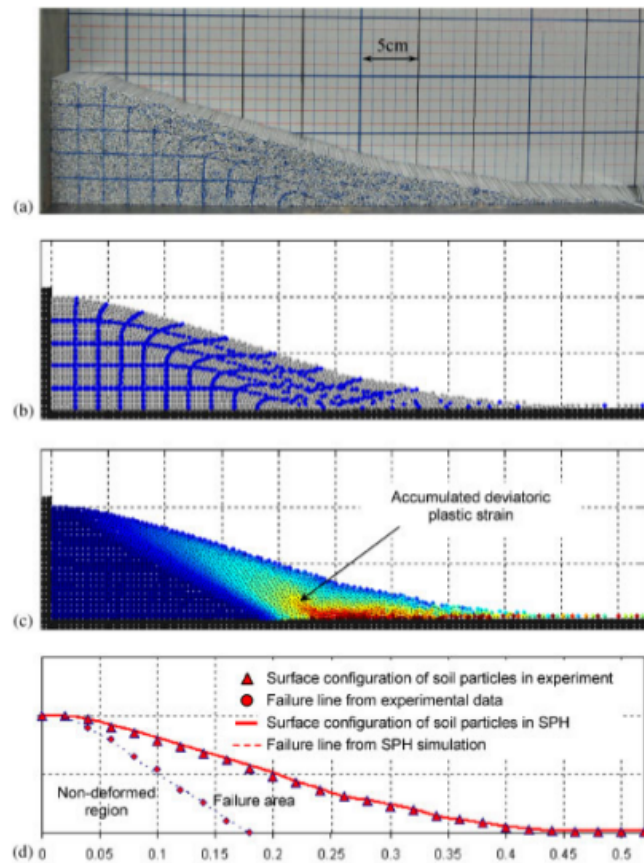 5cm
(a)
(b)
Accumulated deviatoric
plastic strain
(c)
Surface configuration of soil particles in experiment
Failure line from experimental data
Surface configuration of soil particles in SPH
Failure line from SPH simulation
Non-deformed
region
Failure area
(d)
0 0.05 0.1 0.15 0.2 0.25 0.3 0.35 0.4 0.45 0.5